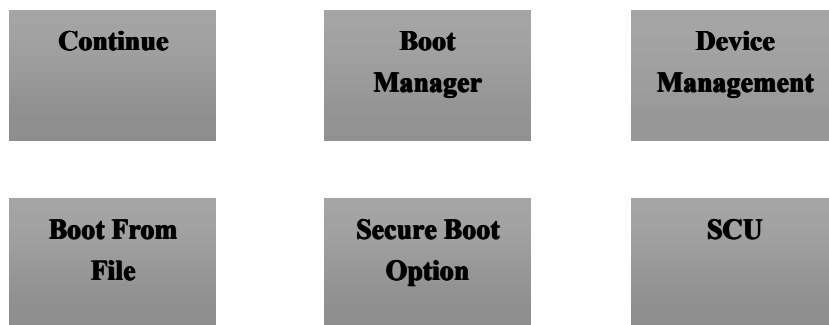 Continue
Boot
Manager
Device
Management
Boot From
File
Secure Boot
Option
SCU